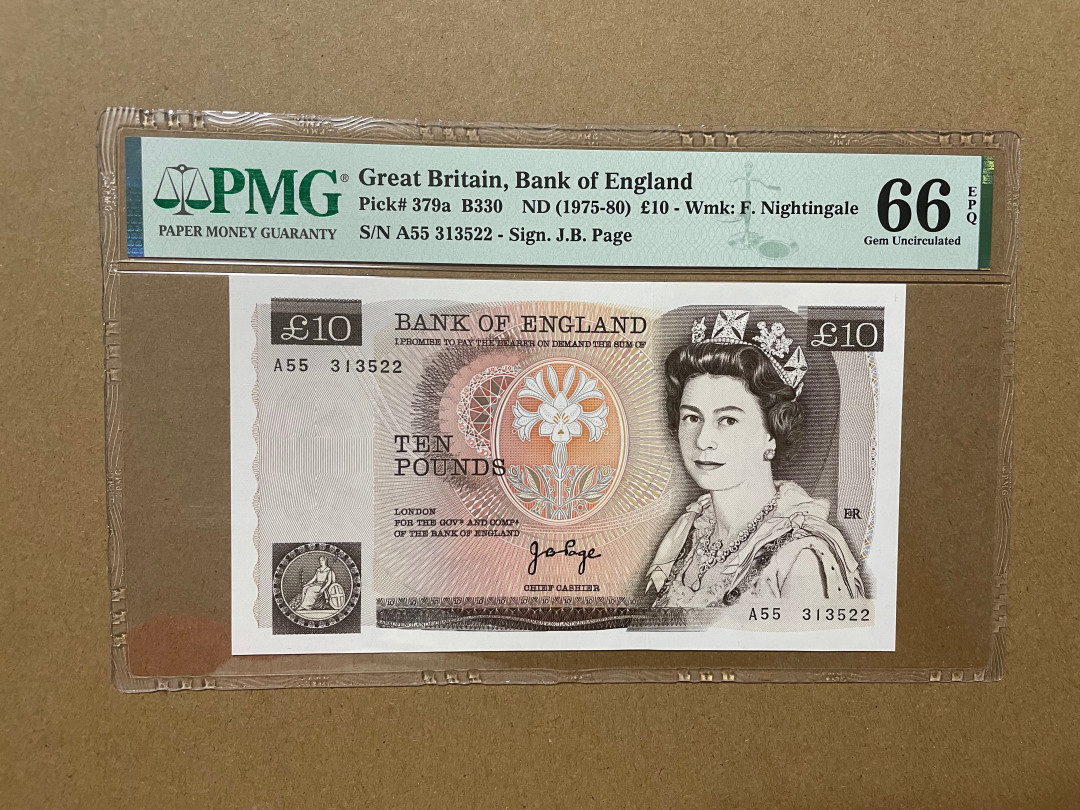 PMG®
PAPER MONEY GUARANTY
Great Britain, Bank of England
Pick# 379a B330 ND (1975-80) £10 - Wmk: F. Nightingale
S/N A55 313522 - Sign. J.B. Page
66
EPQ
Gem Uncirculated
£10
BANK OF ENGLAND
£10
I PROMISE TO PAY THE BEARER ON DEMAND THE SUM OF
A55 313522
TEN
POUNDS
LONDON
FOR THE GOVR AND COMPA
OF THE BANK OF ENGLAND
EIIR
J B Page
CHIEF CASHIER
A55 313522